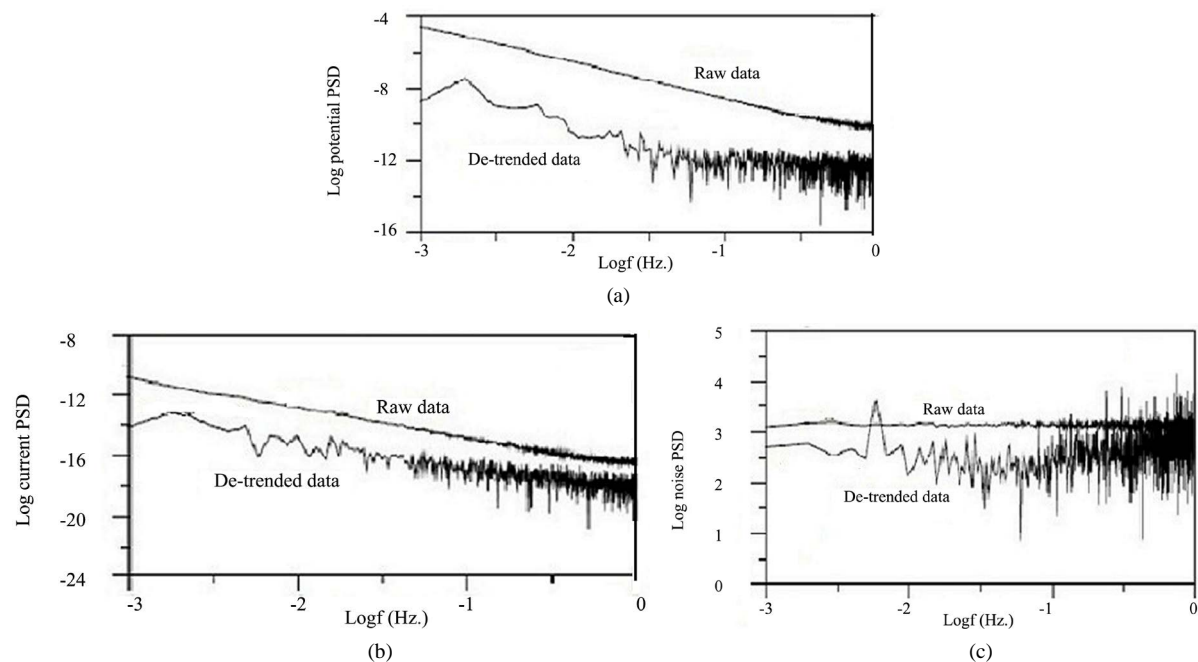 -4
Log potential PSD
Raw data
-8
De-trended data
-12
-16
-3
-2
-1
0
Logf (Hz.)
(a)
-8
Log current PSD
-12
Raw data
-16
De-trended data
-20
-24
-3
-2
-1
0
Logf (Hz.)
(b)
5
Log noise PSD
4
Raw data
3
2
De-trended data
1
0
-3
-2
-1
0
Logf (Hz.)
(c)